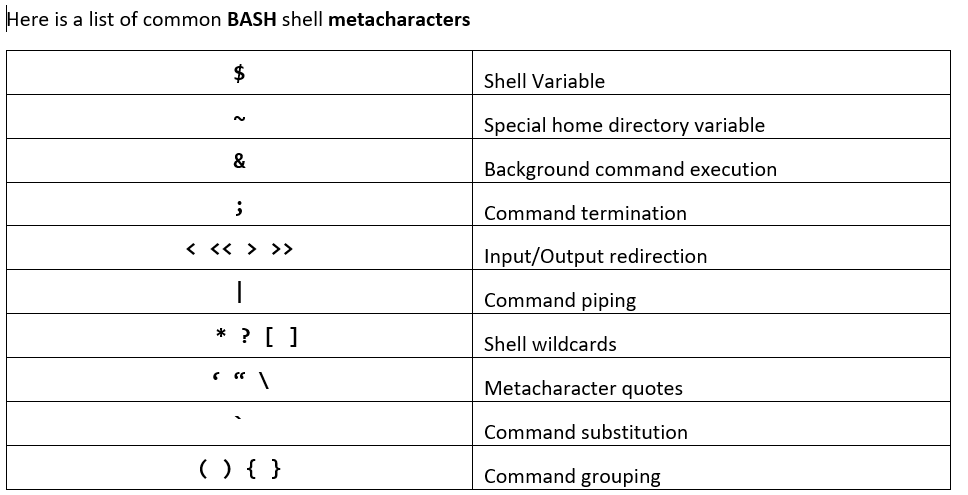 Here is a list of common BASH shell metacharacters
$ Shell Variable
~ Special home directory variable
& Background command execution
; Command termination
< << > >> Input/Output redirection
| Command piping
* ? [ ] Shell wildcards
‘ “ \ Metacharacter quotes
` Command substitution
( ) { } Command grouping